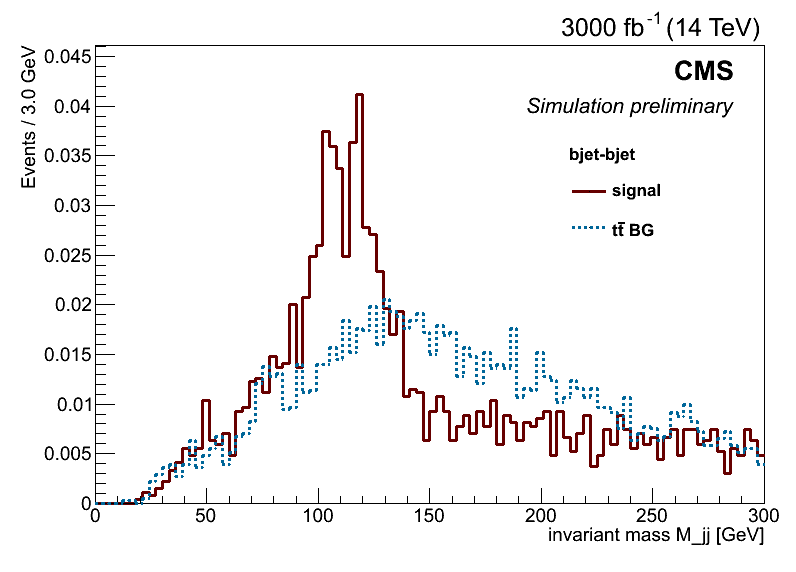 3000 fb⁻¹ (14 TeV)
CMS
Simulation preliminary
bjet-bjet
signal
tt̄ BG
Events / 3.0 GeV
0.045
0.04
0.035
0.03
0.025
0.02
0.015
0.01
0.005
0
0 50 100 150 200 250 300
invariant mass M_jj [GeV]